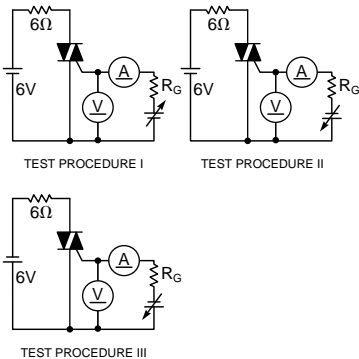 6Ω
A
RG
6V
V
TEST PROCEDURE I
6Ω
A
RG
6V
V
TEST PROCEDURE II
6Ω
A
RG
6V
V
TEST PROCEDURE III